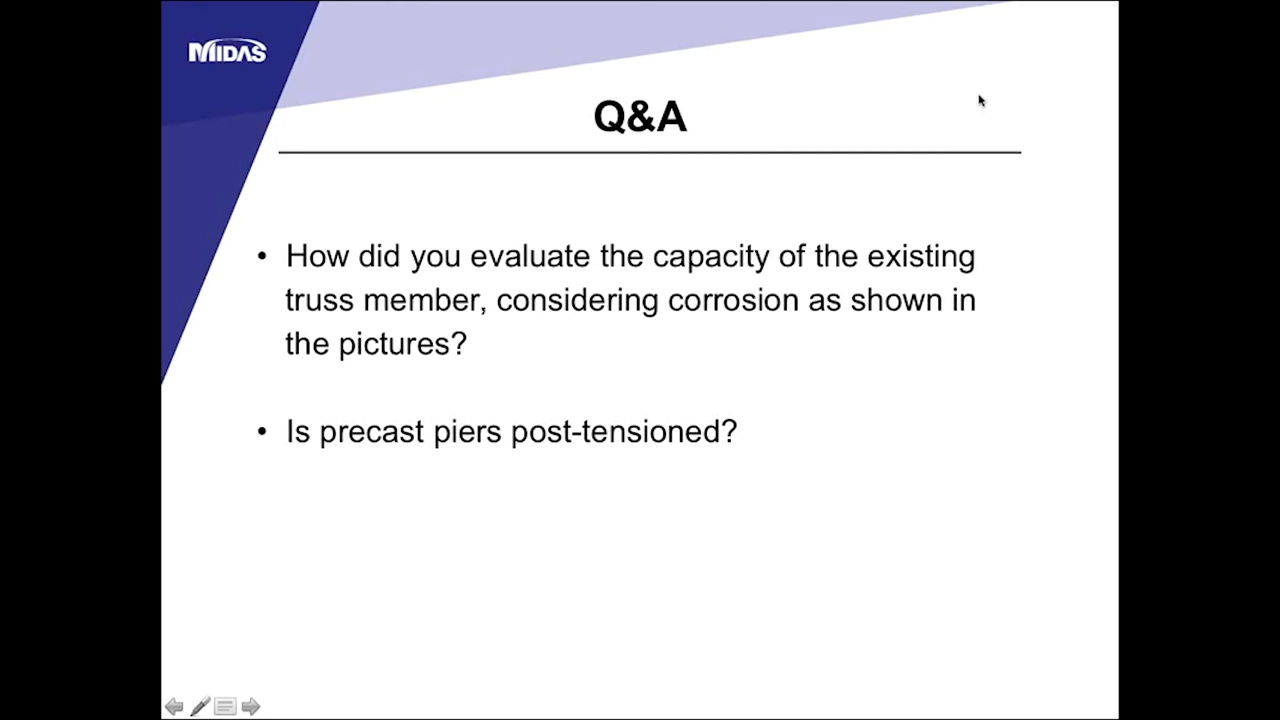 MIDAS
Q&A
• How did you evaluate the capacity of the existing
truss member, considering corrosion as shown in
the pictures?
• Is precast piers post-tensioned?